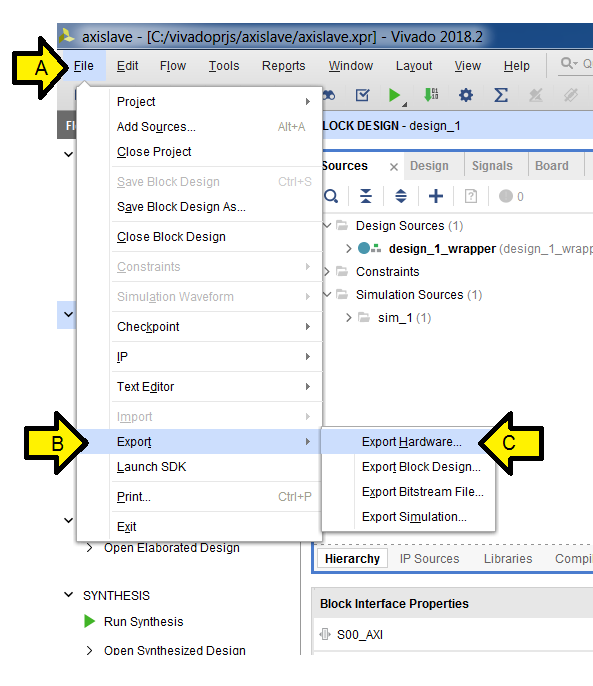 axislave - [C:/vivadoprjs/axislave/axislave.xpr] - Vivado 2018.2
A
File Edit Flow Tools Reports Window Layout View Help
BLOCK DESIGN - design_1
Project
Add Sources... Alt+A
Close Project
Save Block Design Ctrl+S
Save Block Design As...
Close Block Design
Constraints
Simulation Waveform
Checkpoint
IP
Text Editor
Import
B
Export
Launch SDK
Print... Ctrl+P
Exit
Sources × Design Signals Board
0
Design Sources (1)
design_1_wrapper (design_1_wrapp
Constraints
Simulation Sources (1)
sim_1 (1)
Export Hardware...
C
Export Block Design...
Export Bitstream File...
Export Simulation...
Open Elaborated Design
SYNTHESIS
Run Synthesis
Open Synthesized Design
Hierarchy IP Sources Libraries Compil
Block Interface Properties
S00_AXI